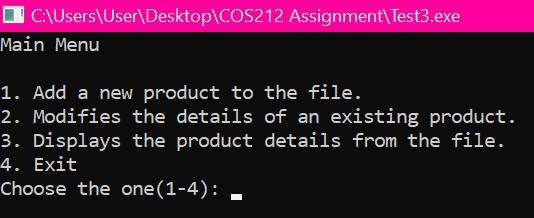 C:\Users\User\Desktop\COS212 Assignment\Test3.exe
Main Menu
1. Add a new product to the file.
2. Modifies the details of an existing product.
3. Displays the product details from the file.
4. Exit
Choose the one(1-4):